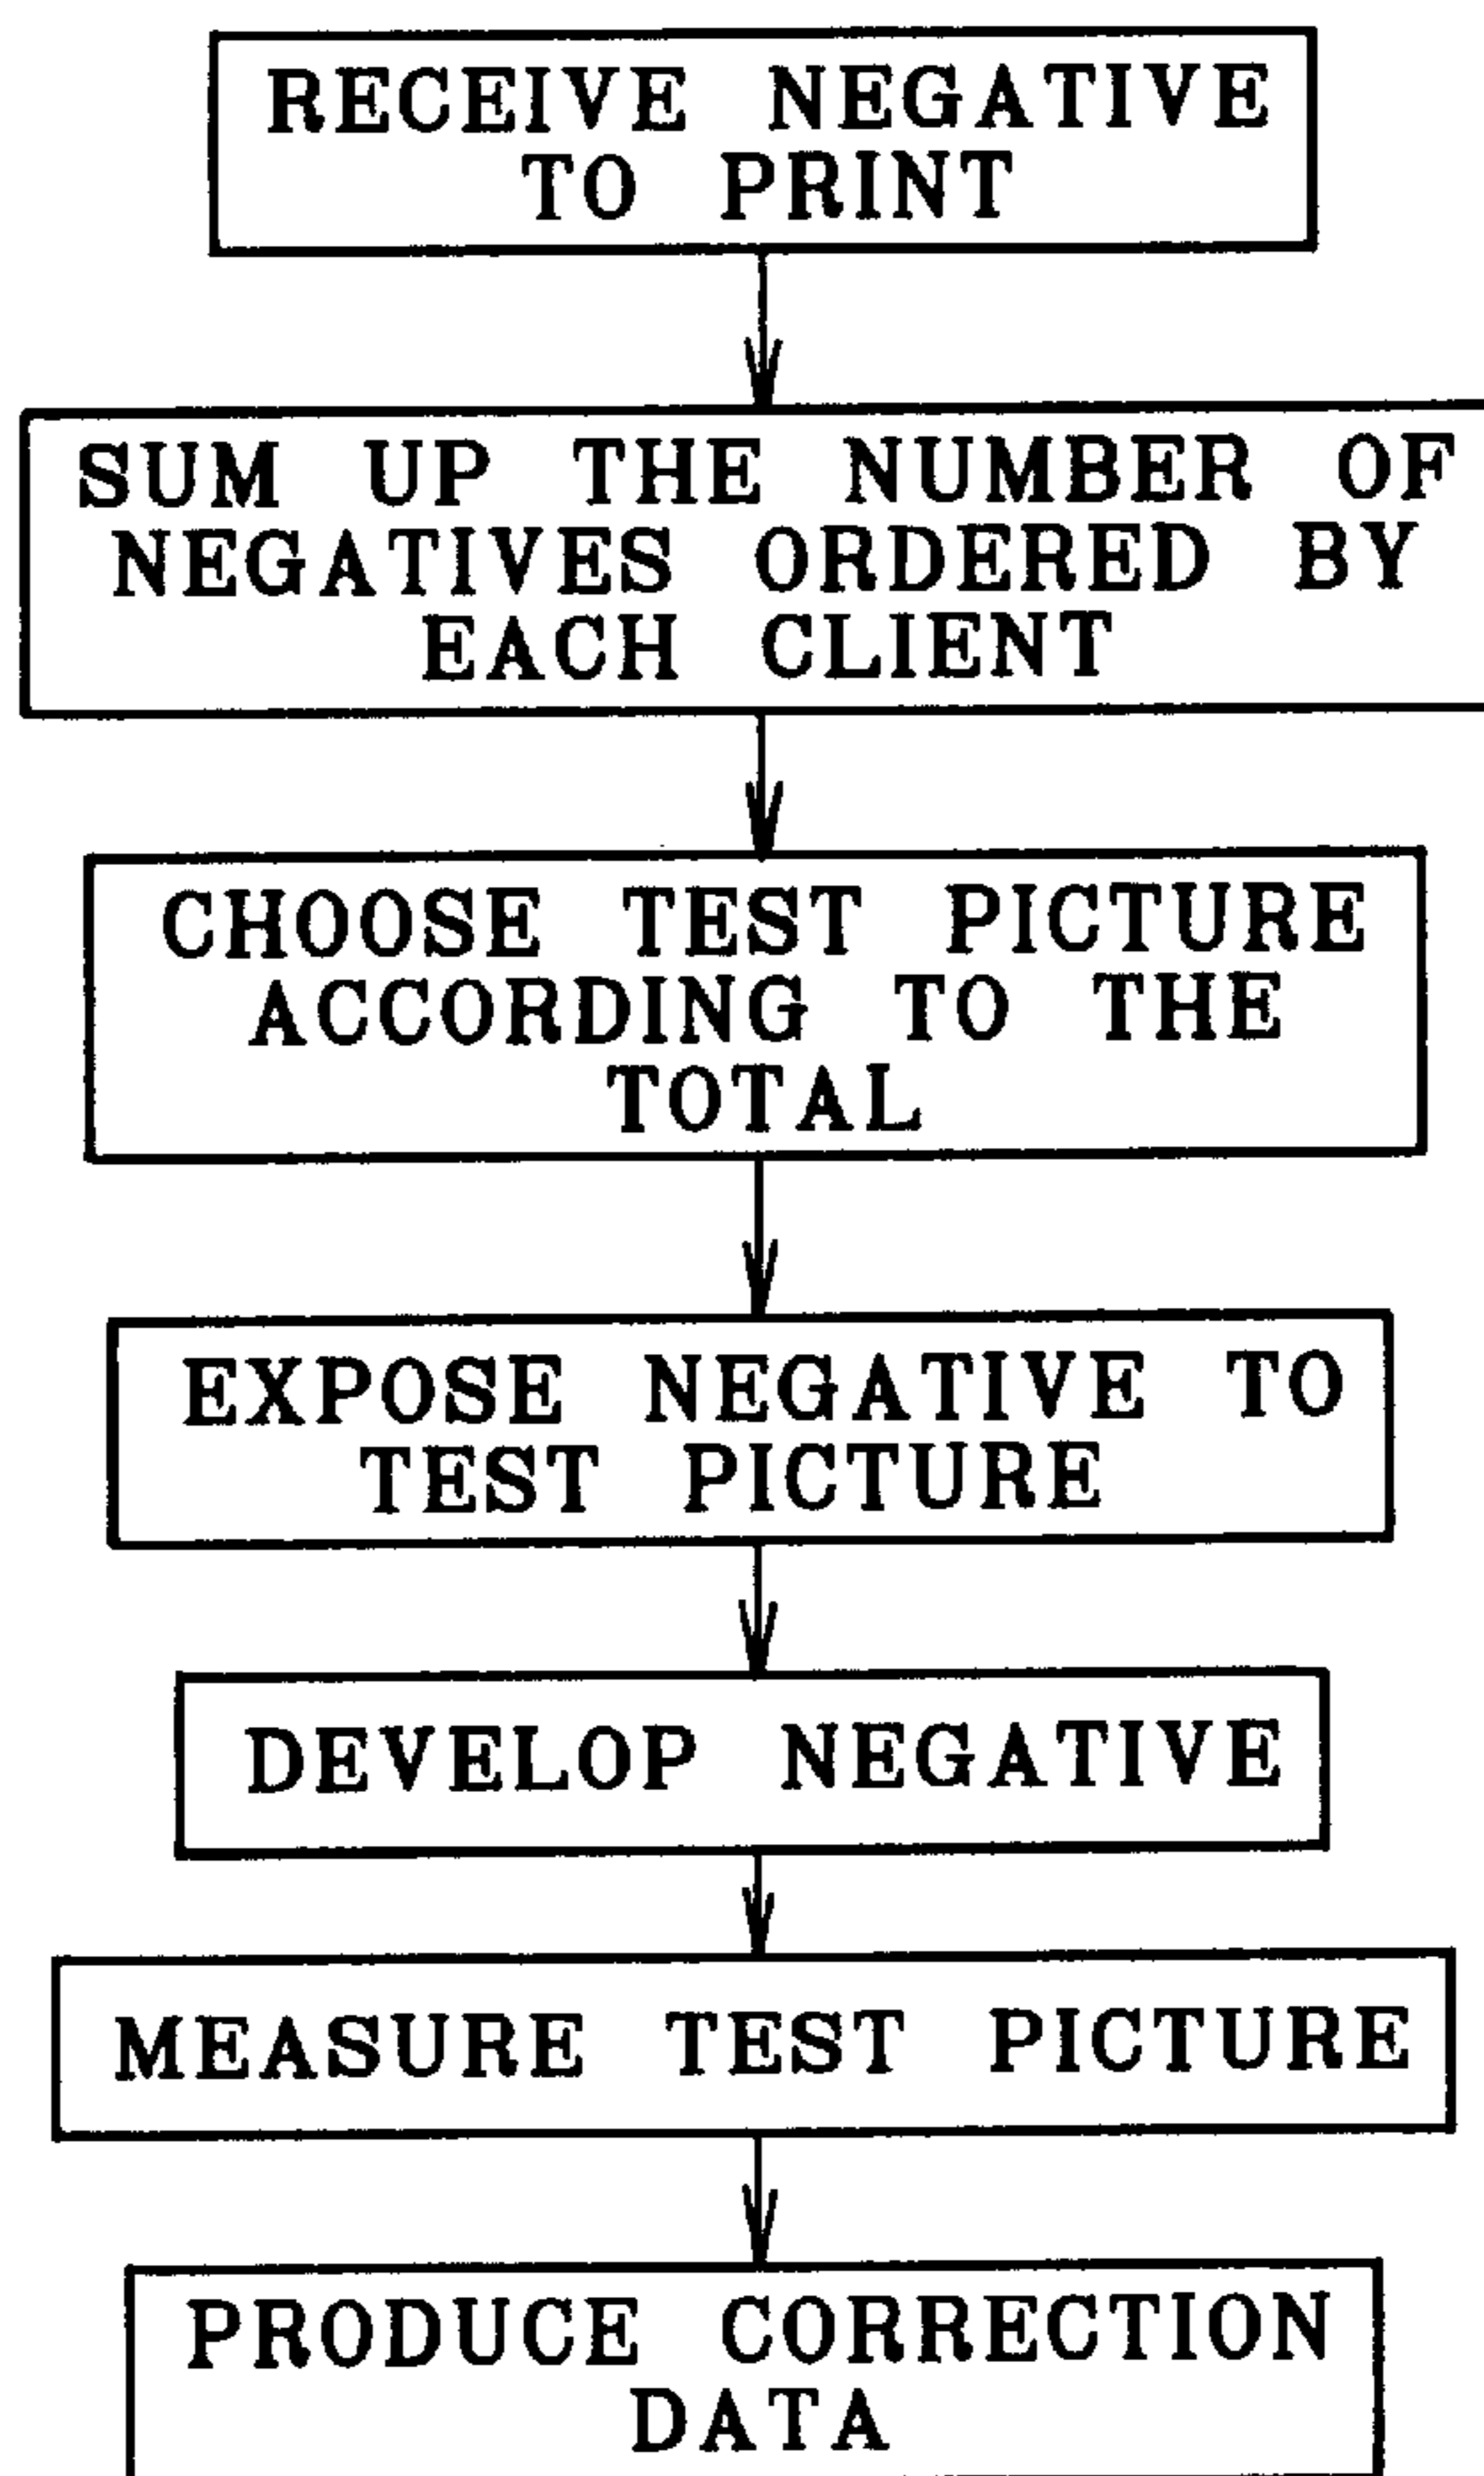 RECEIVE NEGATIVE
TO PRINT
SUM UP THE NUMBER OF
NEGATIVES ORDERED BY
EACH CLIENT
CHOOSE TEST PICTURE
ACCORDING TO THE
TOTAL
EXPOSE NEGATIVE TO
TEST PICTURE
DEVELOP NEGATIVE
MEASURE TEST PICTURE
PRODUCE CORRECTION
DATA